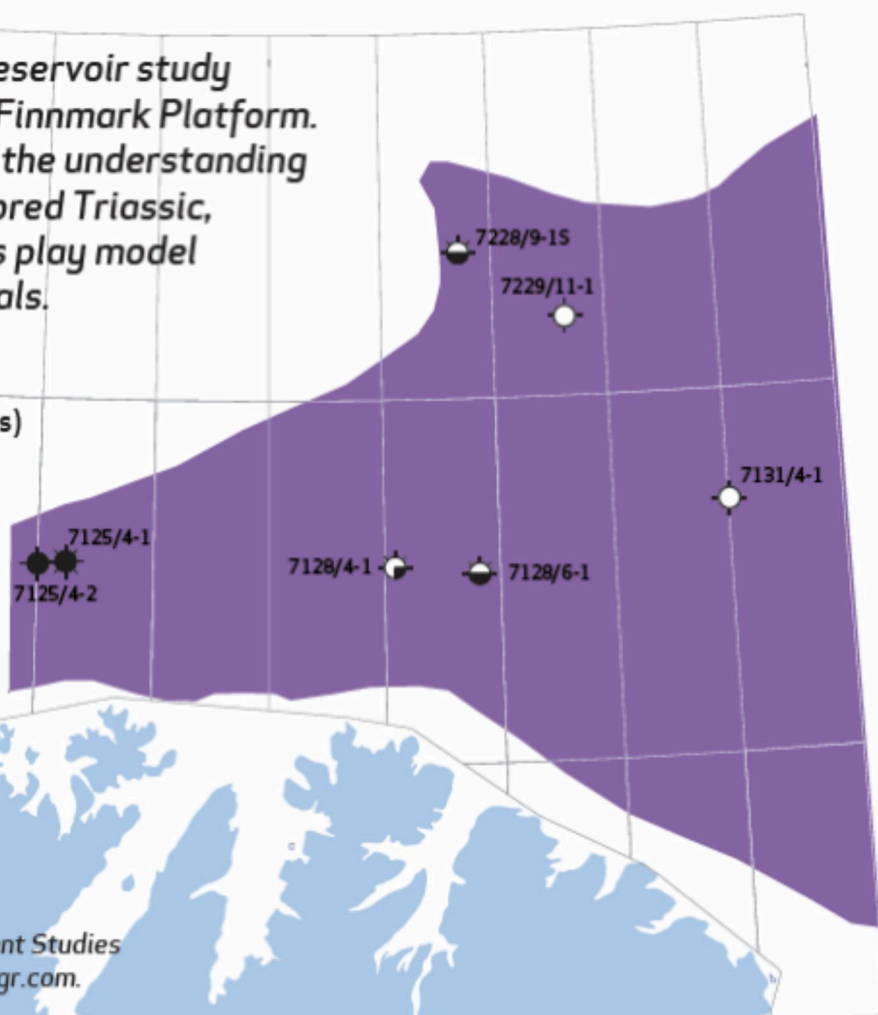 eservoir study
Finnmark Platform.
the understanding
ored Triassic,
s play model
als.
7228/9-1S
7229/11-1
s)
7131/4-1
7125/4-1
7128/4-1
7128/6-1
7125/4-2
c
nt Studies
gr.com.
b